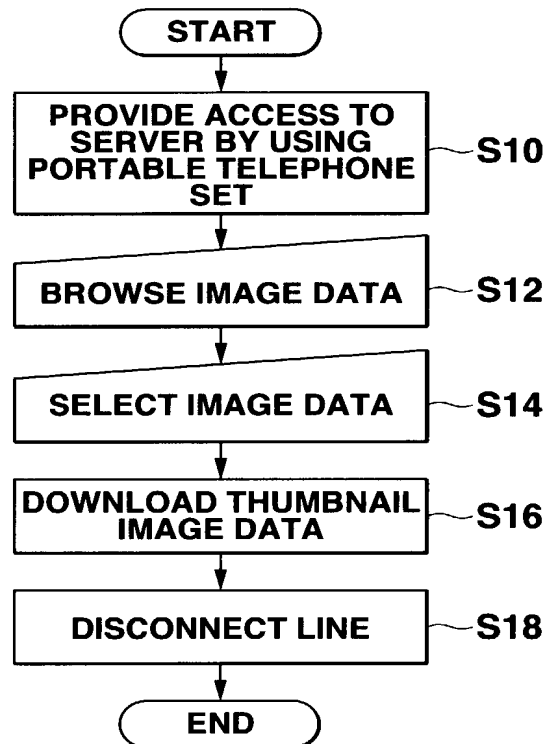 START
PROVIDE ACCESS TO
SERVER BY USING
PORTABLE TELEPHONE
SET
S10
BROWSE IMAGE DATA
S12
SELECT IMAGE DATA
S14
DOWNLOAD THUMBNAIL
IMAGE DATA
S16
DISCONNECT LINE
S18
END